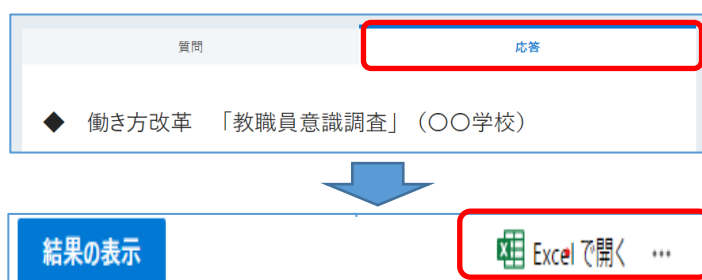 質問 応答
◆ 働き方改革 「教職員意識調査」（〇〇学校）
結果の表示 Excel で開く …